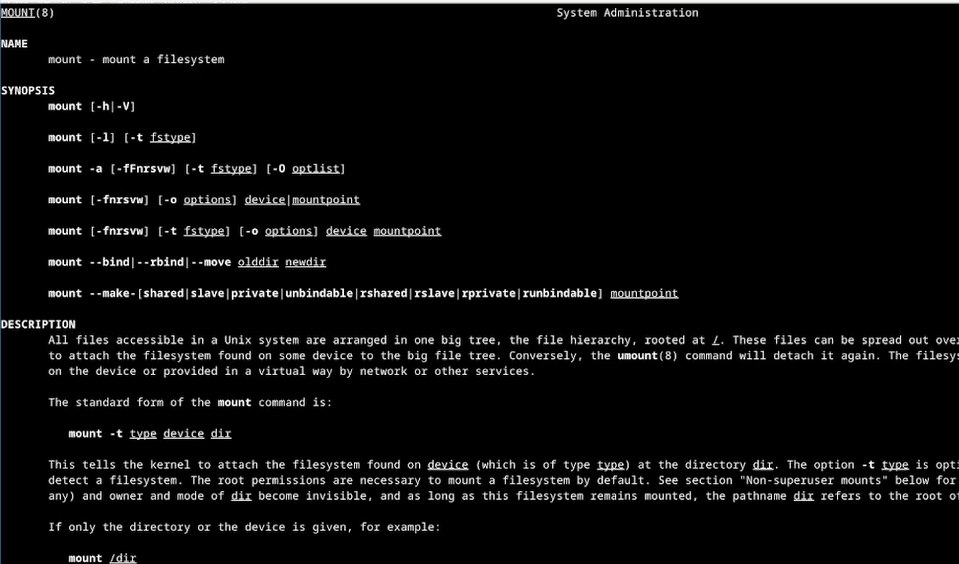 MOUNT(8) System Administration
NAME
mount - mount a filesystem
SYNOPSIS
mount [-h|-V]
mount [-l] [-t fstype]
mount -a [-fFnrsvw] [-t fstype] [-O optlist]
mount [-fnrsvw] [-o options] device|mountpoint
mount [-fnrsvw] [-t fstype] [-o options] device mountpoint
mount --bind|--rbind|--move olddir newdir
mount --make-[shared|slave|private|unbindable|rshared|rslave|rprivate|runbindable] mountpoint
DESCRIPTION
All files accessible in a Unix system are arranged in one big tree, the file hierarchy, rooted at /. These files can be spread out over
to attach the filesystem found on some device to the big file tree. Conversely, the umount(8) command will detach it again. The filesys
on the device or provided in a virtual way by network or other services.
The standard form of the mount command is:
mount -t type device dir
This tells the kernel to attach the filesystem found on device (which is of type type) at the directory dir. The option -t type is opti
detect a filesystem. The root permissions are necessary to mount a filesystem by default. See section "Non-superuser mounts" below for
any) and owner and mode of dir become invisible, and as long as this filesystem remains mounted, the pathname dir refers to the root of
If only the directory or the device is given, for example:
mount /dir